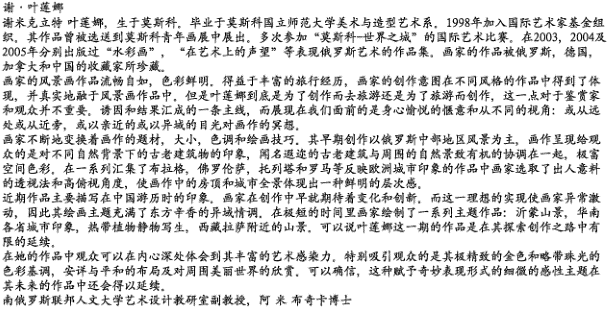 谢·叶莲娜
谢米克立特 叶莲娜，生于莫斯科，毕业于莫斯科国立师范大学美术与造型艺术系。1998年加入国际艺术家基金组
织，其作品曾被选送到莫斯科青年画展中展出。多次参加“莫斯科-世界之城”的国际艺术比赛。在2003，2004及
2005年分别出版过“水彩画”，“在艺术上的声望”等表现俄罗斯艺术的作品集。画家的作品被俄罗斯，德国，
加拿大和中国的收藏家所珍藏。
画家的风景画作品流畅自如，色彩鲜明。得益于丰富的旅行经历，画家的创作意图在不同风格的作品中得到了体
现，并真实地融于风景画作品中，但是叶莲娜到底是为了创作而去旅游还是为了旅游而创作，这一点对于鉴赏家
和观众并不重要。诱因和结果汇成的一条主线，而展现在我们面前的是身心愉悦的惬意和从不同的视角：或从远
处或从近旁，或以亲近的或以异域的目光对画作的冥想。
画家不断地变换着画作的题材，大小，色调和绘画技巧。其早期创作以俄罗斯中部地区风景为主，画作呈现给观
众的是对不同自然背景下的古老建筑物的印象，闻名遐迩的古老建筑与周围的自然景致有机的协调在一起，极富
空间色彩。在一系列汇集了布拉格，佛罗伦萨，托列塔和罗马等反映欧洲城市印象的作品中画家选取了出人意料
的透视法和高俯视角度，使画作中的房顶和城市全景体现出一种鲜明的层次感。
近期作品主要描写在中国游历时的印象。画家在创作中早就期待着变化和创新，而这一理想的实现使画家异常激
动，因此其绘画主题充满了东方辛香的异域情调。在极短的时间里画家绘制了一系列主题作品：沂蒙山景，华南
各省城市印象，热带植物静物写生，西藏拉萨附近的山景。可以说叶莲娜这一期的作品是在其探索创作之路中有
限的延续。
在她的作品中观众可以在内心深处体会到其丰富的艺术感染力。特别吸引观众的是其极精致的金色和略带珠光的
色彩基调，安详与平和的布局及对周围美丽世界的欣赏。可以确信，这种赋予奇妙表现形式的细微的感性主题在
其未来的作品中还会得以延续。
南俄罗斯联邦人文大学艺术设计教研室副教授，阿 米 布奇卡博士